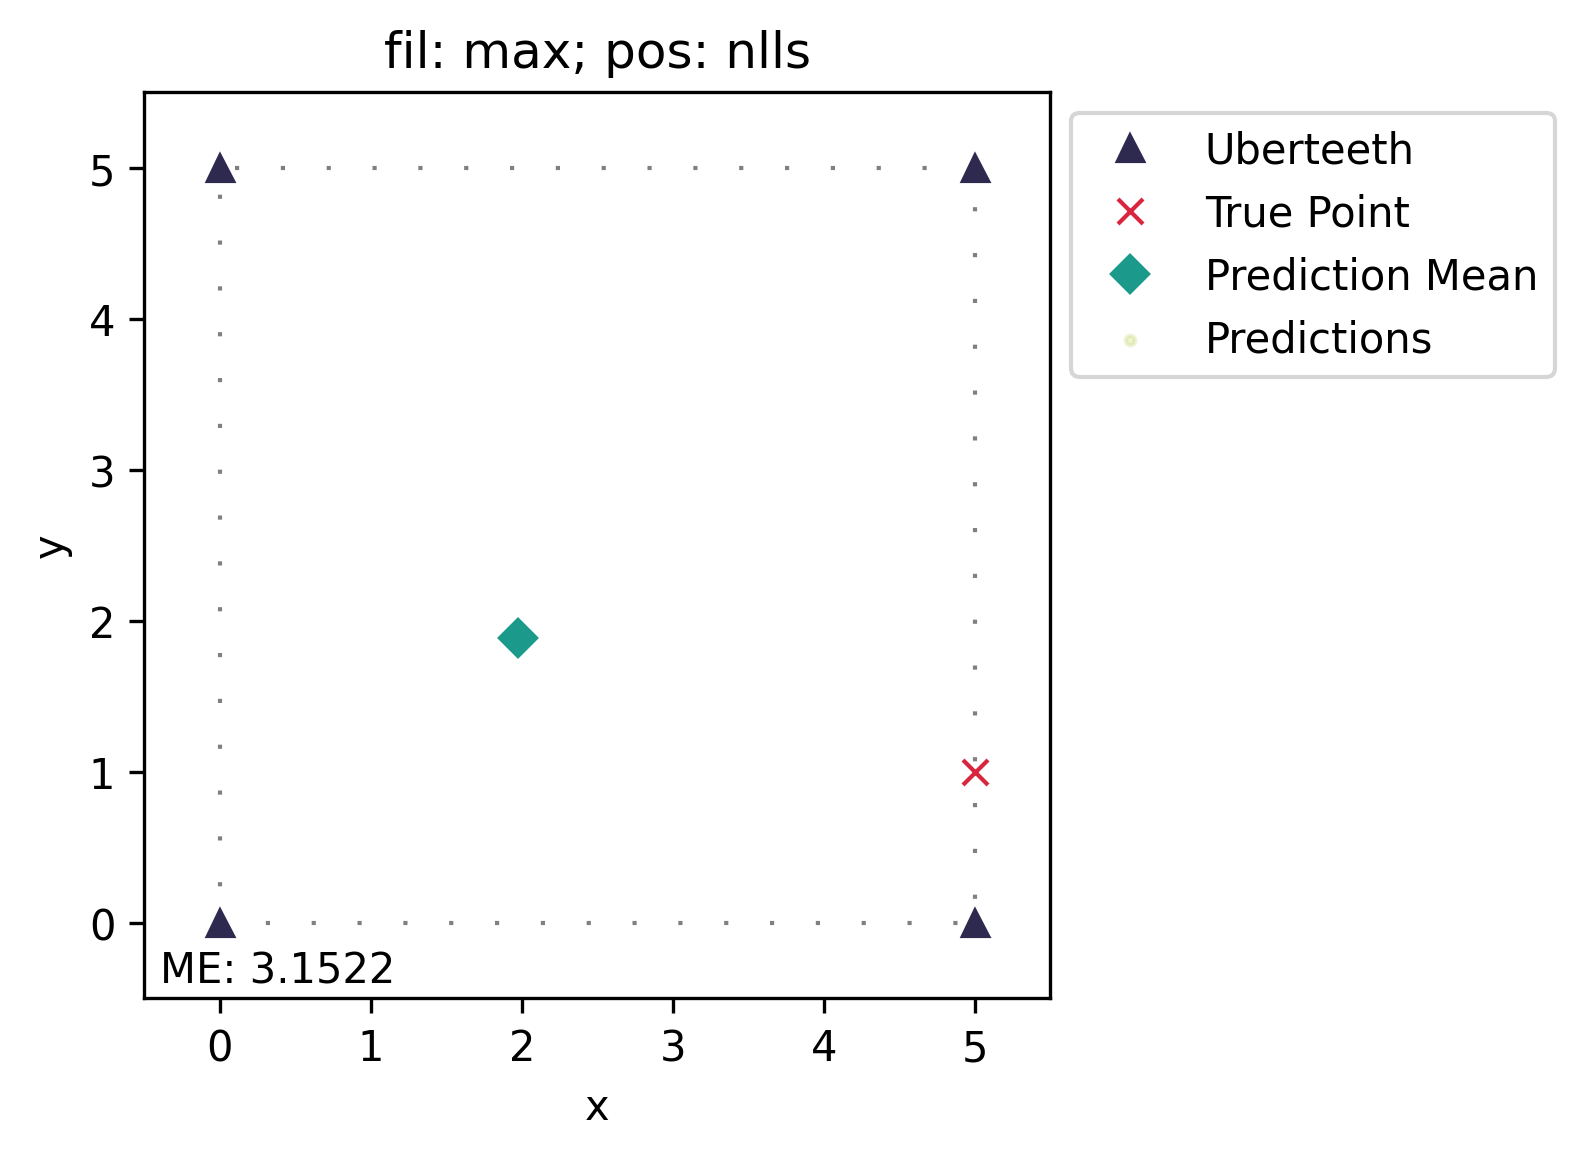 fil: max; pos: nlls
Uberteeth
True Point
Prediction Mean
Predictions
5
4
3
2
1
0
y
ME: 3.1522
0 1 2 3 4 5
x